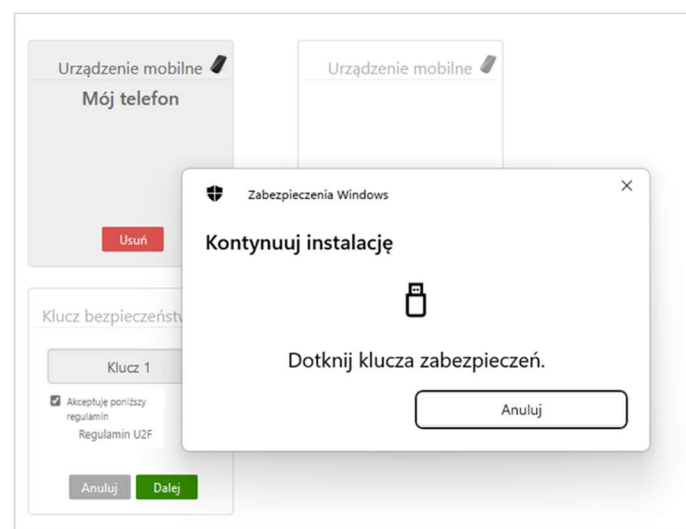 Urządzenie mobilne
Mój telefon
Usuń
Urządzenie mobilne
Zabezpieczenia Windows
Kontynuuj instalację
Dotknij klucza zabezpieczeń.
Anuluj
Klucz bezpieczeństw
Klucz 1
Akceptuję poniższy
regulamin
Regulamin U2F
Anuluj
Dalej